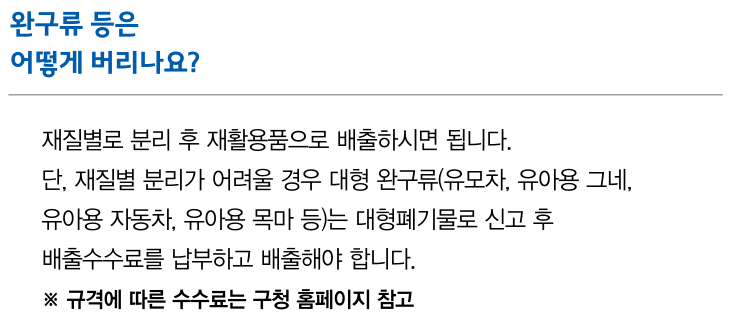 완구류 등은
어떻게 버리나요?
재질별로 분리 후 재활용품으로 배출하시면 됩니다.
단, 재질별 분리가 어려울 경우 대형 완구류(유모차, 유아용 그네,
유아용 자동차, 유아용 목마 등)는 대형폐기물로 신고 후
배출수수료를 납부하고 배출해야 합니다.
※ 규격에 따른 수수료는 구청 홈페이지 참고